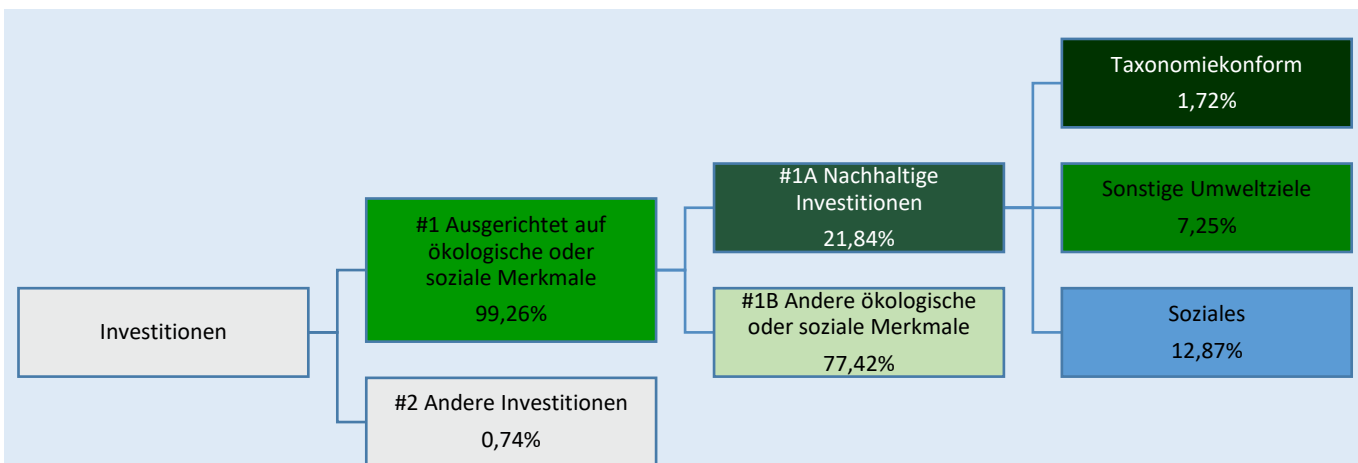 Investitionen
#1 Ausgerichtet auf
ökologische oder
soziale Merkmale
99,26%
#2 Andere Investitionen
0,74%
#1A Nachhaltige
Investitionen
21,84%
#1B Andere ökologische
oder soziale Merkmale
77,42%
Taxonomiekonform
1,72%
Sonstige Umweltziele
7,25%
Soziales
12,87%